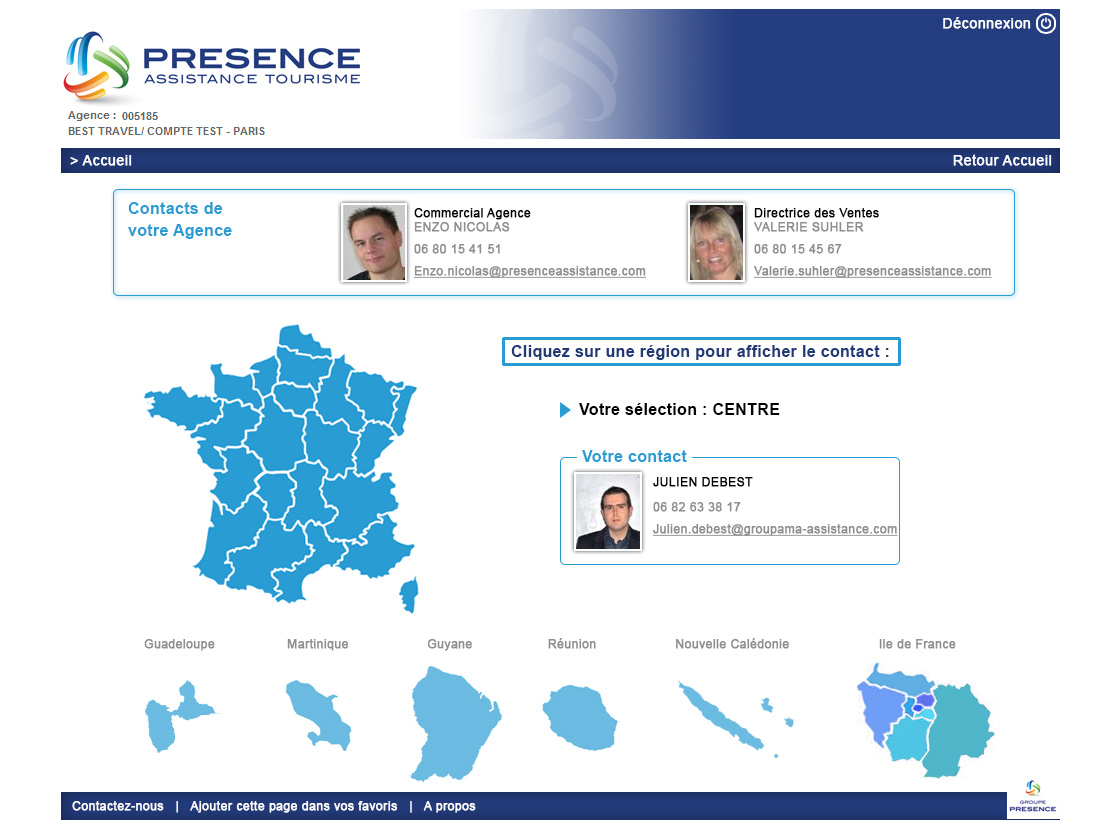 Déconnexion
PRESENCE
ASSISTANCE TOURISME
Agence : 005185
BEST TRAVEL/ COMPTE TEST - PARIS
> Accueil
Retour Accueil
Contacts de
votre Agence
Commercial Agence
ENZO NICOLAS
06 80 15 41 51
Enzo.nicolas@presenceassistance.com
Directrice des Ventes
VALERIE SUHLER
06 80 15 45 67
Valerie.suhler@presenceassistance.com
Cliquez sur une région pour afficher le contact :
Votre sélection : CENTRE
Votre contact
JULIEN DEBEST
06 82 63 38 17
Julien.debest@groupama-assistance.com
Guadeloupe
Martinique
Guyane
Réunion
Nouvelle Calédonie
Ile de France
Contactez-nous | Ajouter cette page dans vos favoris | A propos
GROUPE
PRESENCE